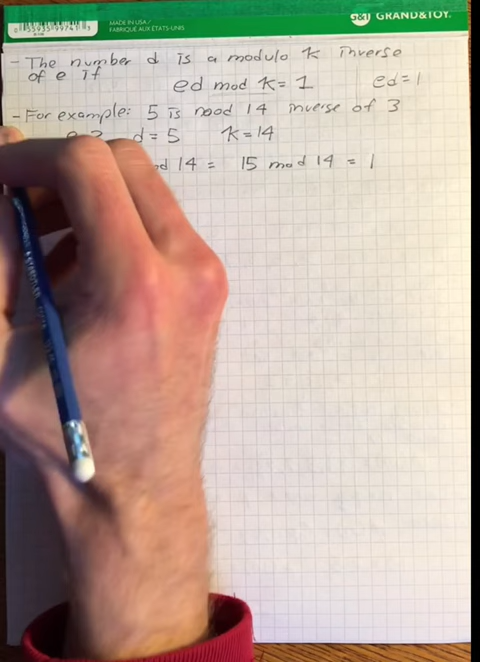 MADE IN USA /
FABRIQUÉ AUX ÉTATS-UNIS
GRAND&TOY.
- The number d is a modulo k inverse
of e if
ed mod k = 1 ed = 1
- For example: 5 is mod 14 inverse of 3
d = 5 k = 14
14 = 15 mod 14 = 1